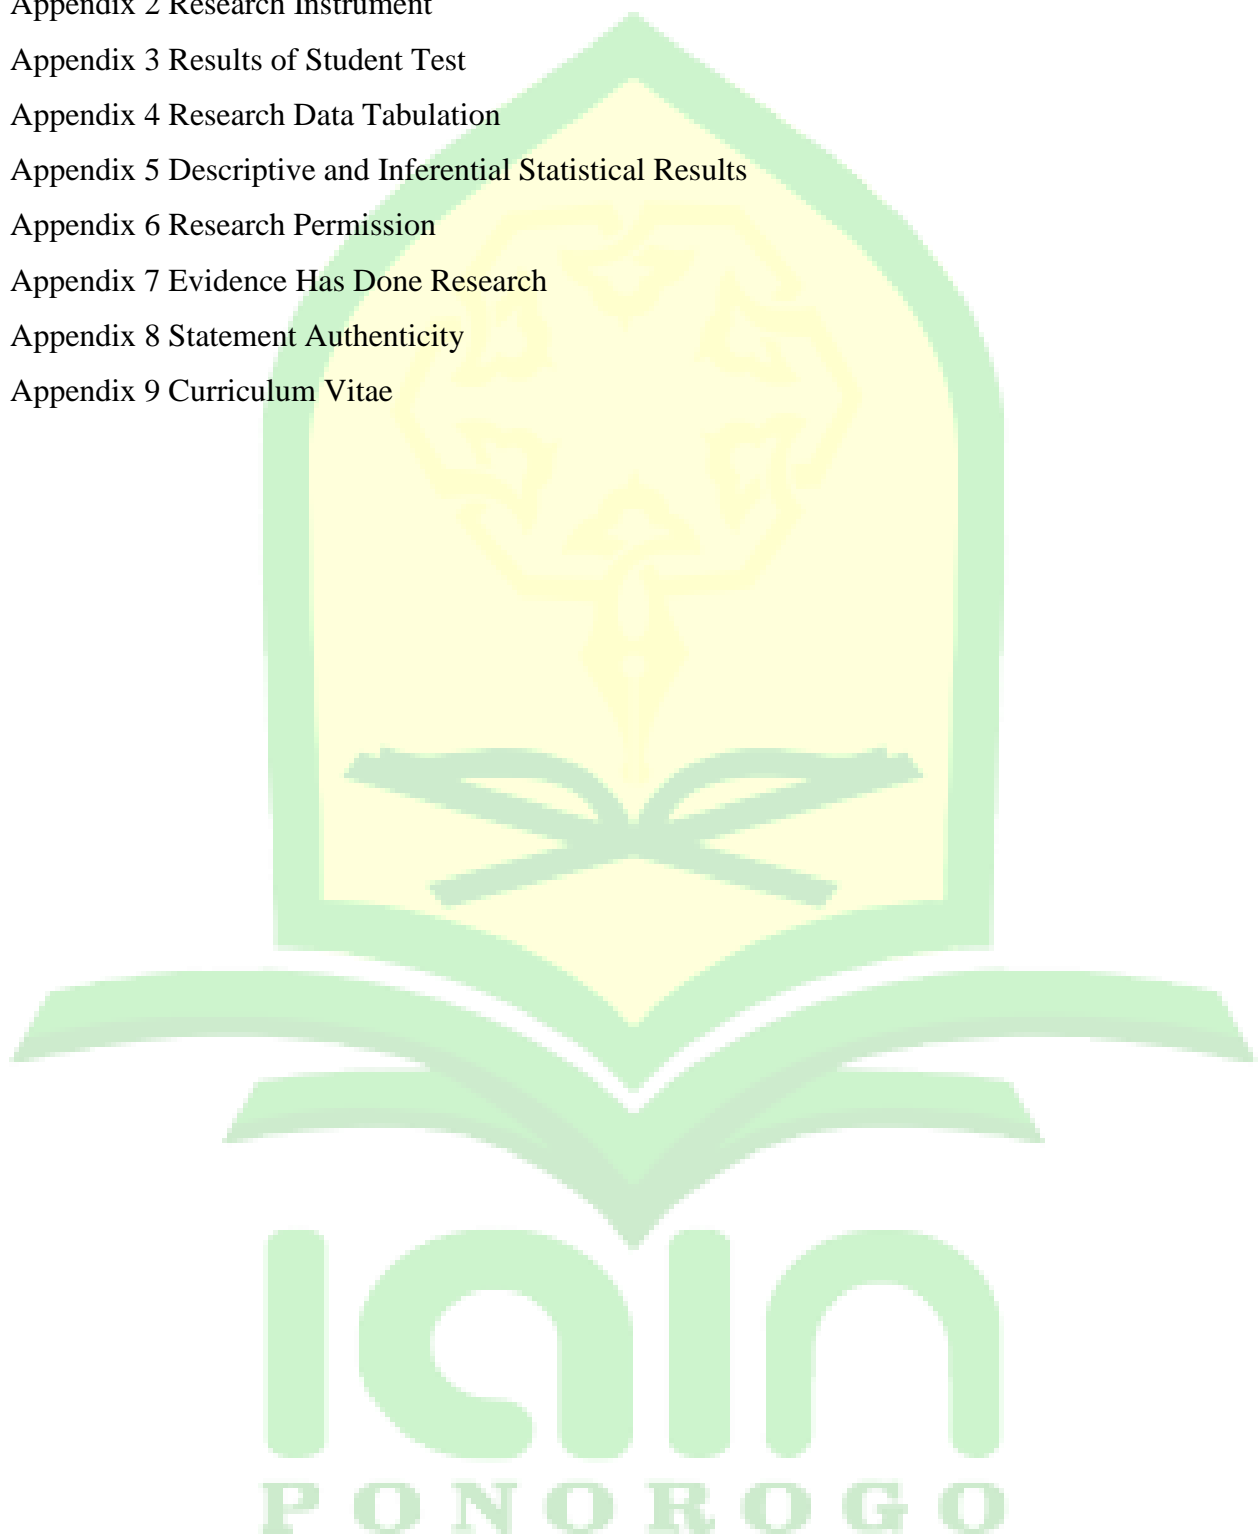 Appendix 2 Research Instrument
Appendix 3 Results of Student Test
Appendix 4 Research Data Tabulation
Appendix 5 Descriptive and Inferential Statistical Results
Appendix 6 Research Permission
Appendix 7 Evidence Has Done Research
Appendix 8 Statement Authenticity
Appendix 9 Curriculum Vitae
iain
PONOROGO